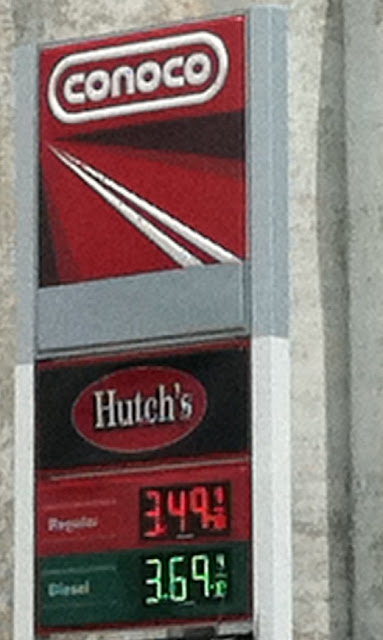 conoco
Hutch's
Regular 3.49 9/10
Diesel 3.69 9/10